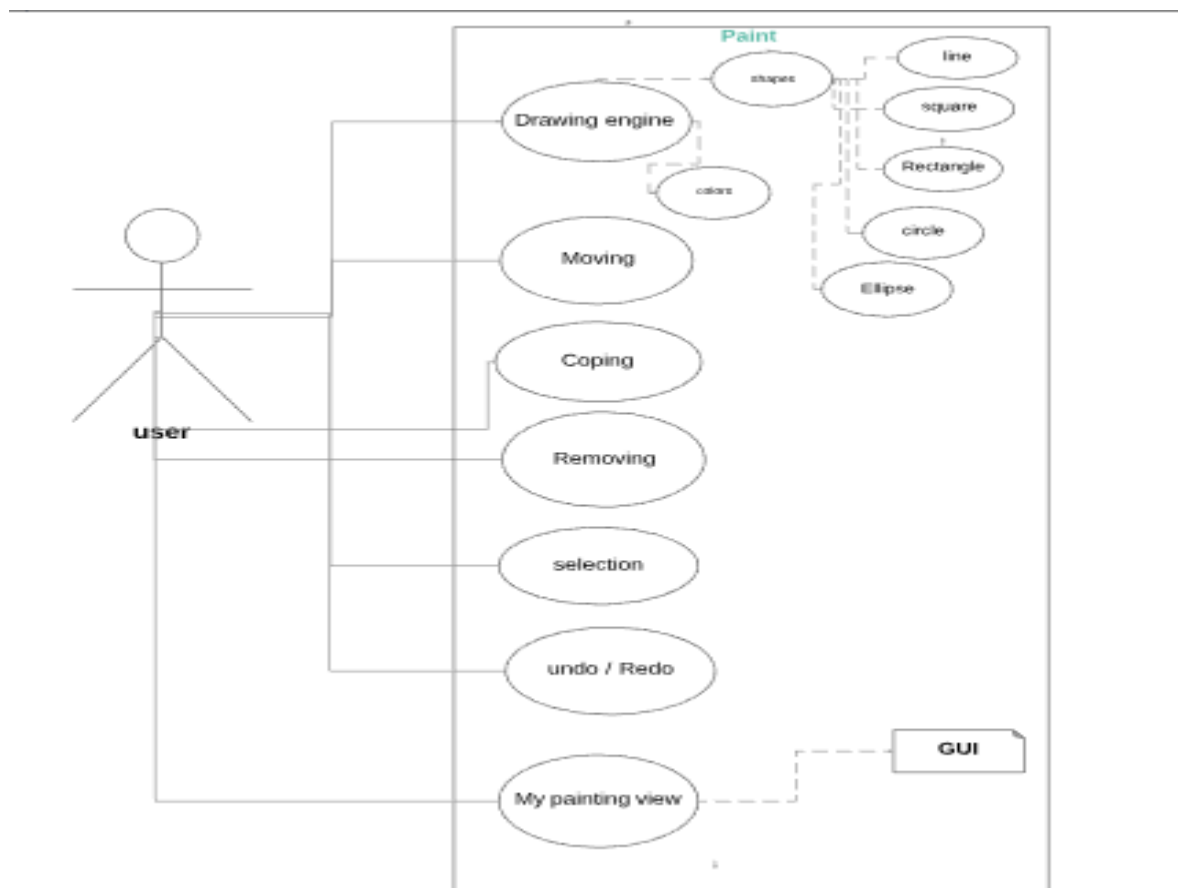 Paint
line
shapes
square
Drawing engine
Rectangle
colors
circle
Moving
Ellipse
Coping
user
Removing
selection
undo / Redo
GUI
My painting view